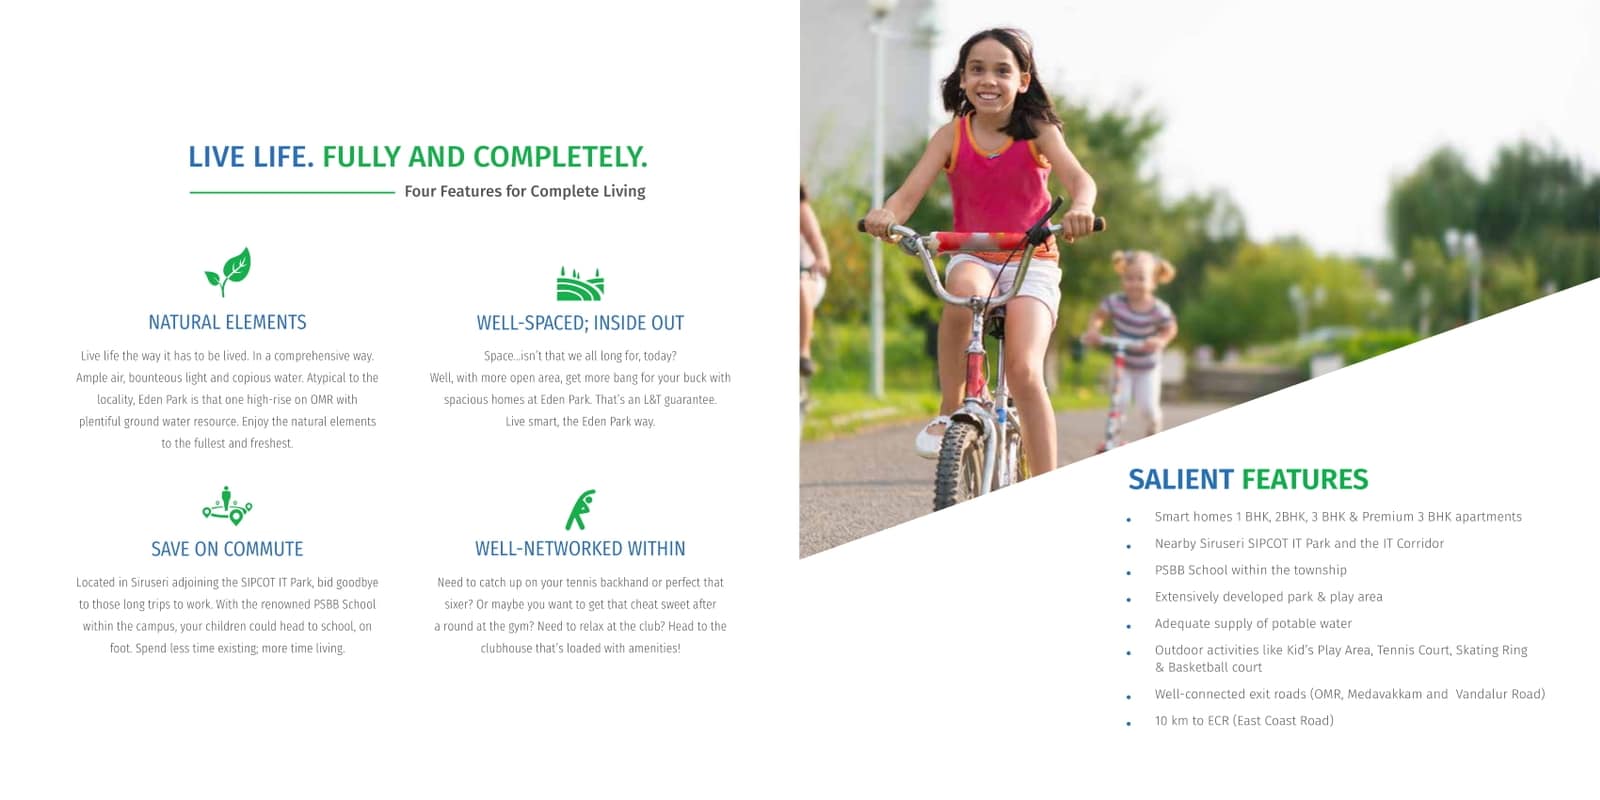 LIVE LIFE. FULLY AND COMPLETELY.
Four Features for Complete Living
NATURAL ELEMENTS
Live life the way it has to be lived. In a comprehensive way.
Ample air, bounteous light and copious water. Atypical to the
locality, Eden Park is that one high-rise on OMR with
plentiful ground water resource. Enjoy the natural elements
to the fullest and freshest.
WELL-SPACED; INSIDE OUT
Space...isn't that we all long for, today?
Well, with more open area, get more bang for your buck with
spacious homes at Eden Park. That's an L&T guarantee.
Live smart, the Eden Park way.
SAVE ON COMMUTE
Located in Siruseri adjoining the SIPCOT IT Park, bid goodbye
to those long trips to work. With the renowned PSBB School
within the campus, your children could head to school, on
foot. Spend less time existing; more time living.
WELL-NETWORKED WITHIN
Need to catch up on your tennis backhand or perfect that
sixer? Or maybe you want to get that cheat sweet after
a round at the gym? Need to relax at the club? Head to the
clubhouse that's loaded with amenities!
SALIENT FEATURES
• Smart homes 1 BHK, 2BHK, 3 BHK & Premium 3 BHK apartments
• Nearby Siruseri SIPCOT IT Park and the IT Corridor
• PSBB School within the township
• Extensively developed park & play area
• Adequate supply of potable water
• Outdoor activities like Kid's Play Area, Tennis Court, Skating Ring
& Basketball court
• Well-connected exit roads (OMR, Medavakkam and Vandalur Road)
• 10 km to ECR (East Coast Road)